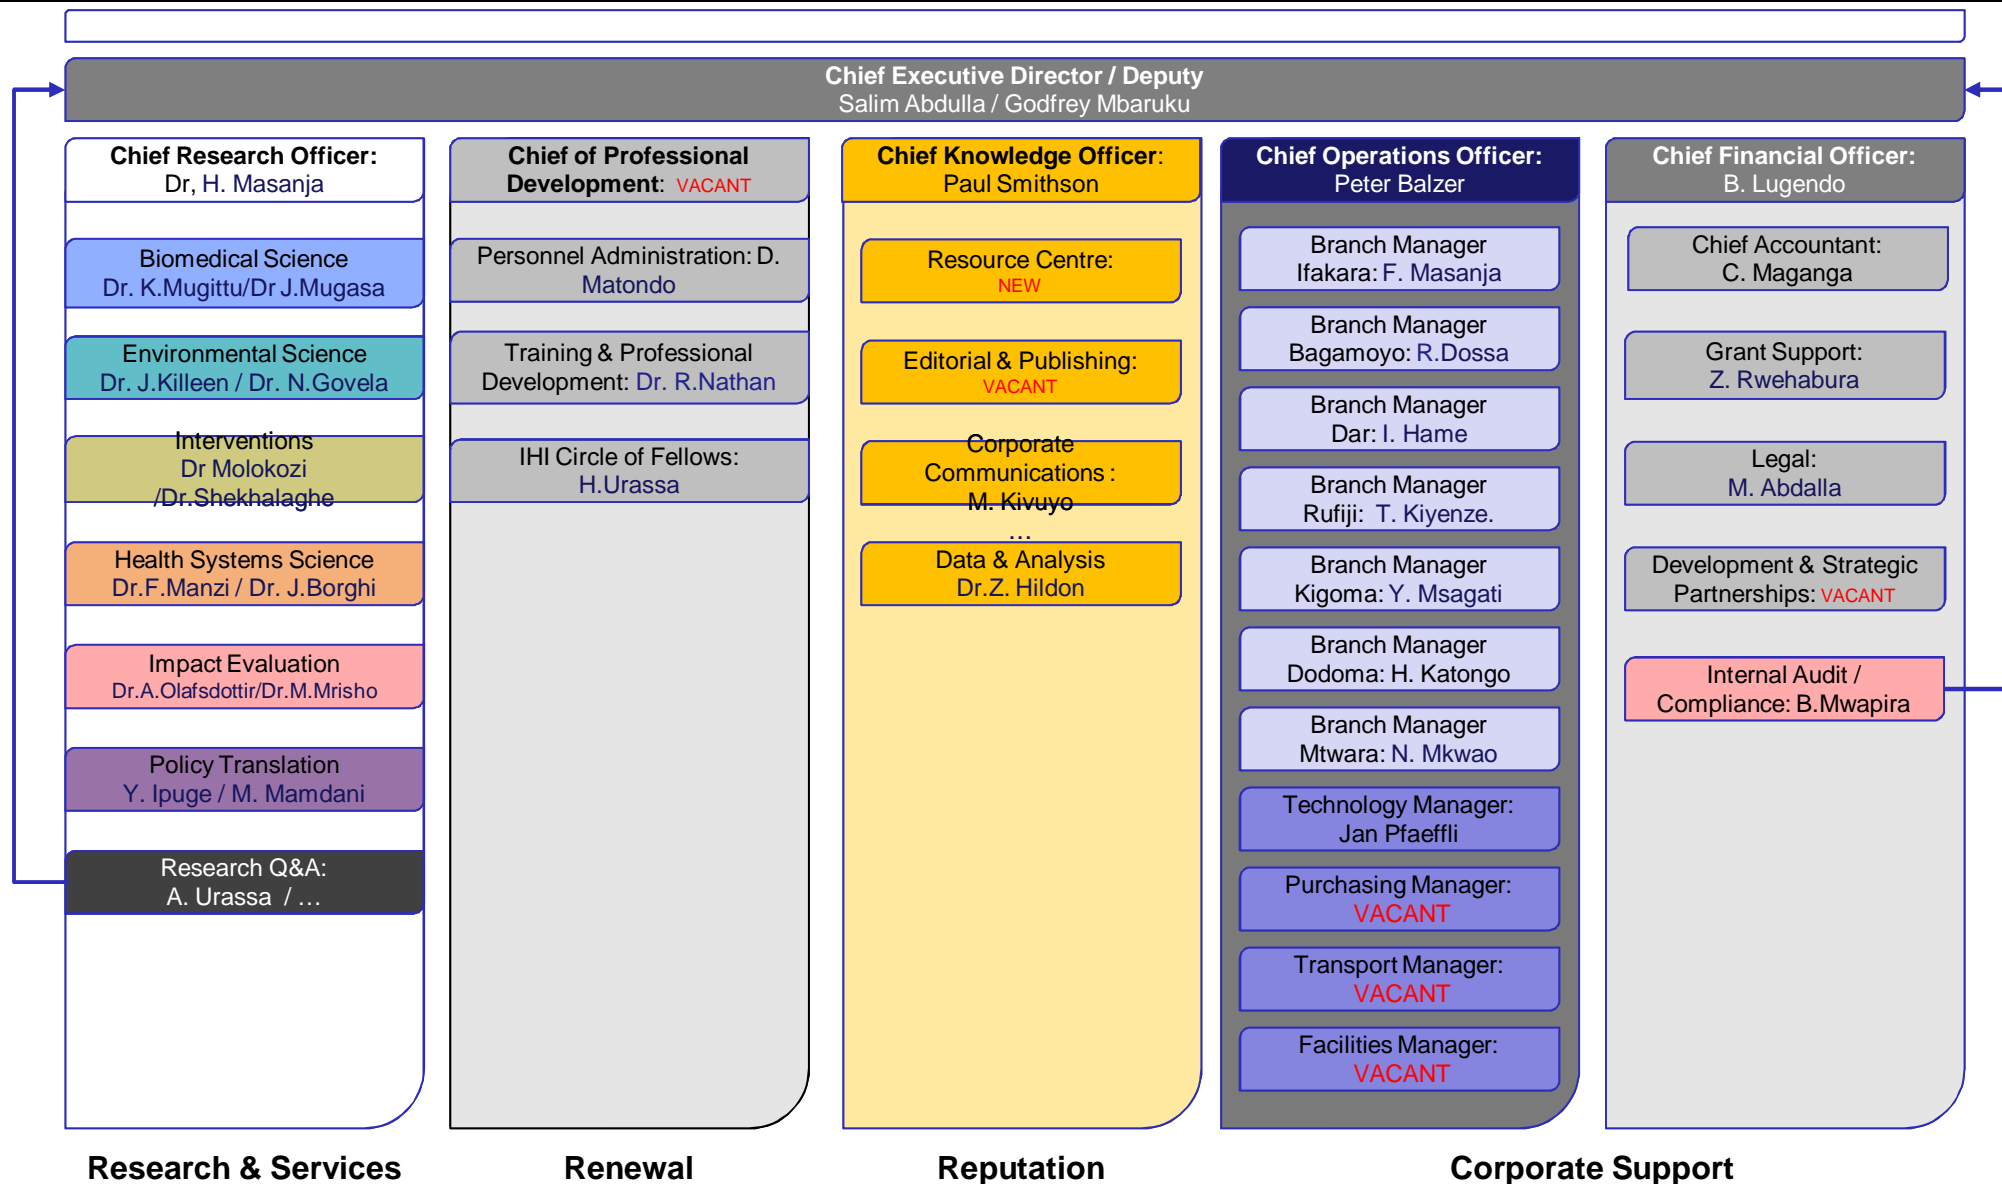 Chief Executive Director / Deputy
Salim Abdulla / Godfrey Mbaruku
Chief Research Officer:
Dr, H. Masanja
Biomedical Science
Dr. K.Mugittu/Dr J.Mugasa
Environmental Science
Dr. J.Killeen / Dr. N.Govela
Interventions
Dr Molokozi
/Dr.Shekhalaghe
Health Systems Science
Dr.F.Manzi / Dr. J.Borghi
Impact Evaluation
Dr.A.Olafsdottir/Dr.M.Mrisho
Policy Translation
Y. Ipuge / M. Mamdani
Research Q&A:
A. Urassa / …
Research & Services
Chief of Professional
Development: VACANT
Personnel Administration: D.
Matondo
Training & Professional
Development: Dr. R.Nathan
IHI Circle of Fellows:
H.Urassa
Renewal
Chief Knowledge Officer:
Paul Smithson
Resource Centre:
NEW
Editorial & Publishing:
VACANT
Corporate
Communications :
M. Kivuyo
…
Data & Analysis
Dr.Z. Hildon
Reputation
Chief Operations Officer:
Peter Balzer
Branch Manager
Ifakara: F. Masanja
Branch Manager
Bagamoyo: R.Dossa
Branch Manager
Dar: I. Hame
Branch Manager
Rufiji: T. Kiyenze.
Branch Manager
Kigoma: Y. Msagati
Branch Manager
Dodoma: H. Katongo
Branch Manager
Mtwara: N. Mkwao
Technology Manager:
Jan Pfaeffli
Purchasing Manager:
VACANT
Transport Manager:
VACANT
Facilities Manager:
VACANT
Chief Financial Officer:
B. Lugendo
Chief Accountant:
C. Maganga
Grant Support:
Z. Rwehabura
Legal:
M. Abdalla
Development & Strategic
Partnerships: VACANT
Internal Audit /
Compliance: B.Mwapira
Corporate Support